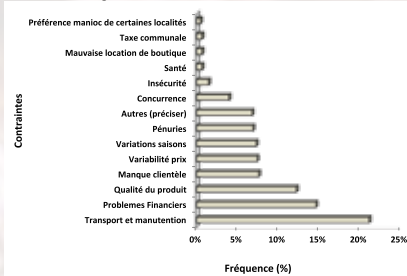 Préférence manioc de certaines localités
Taxe communale
Mauvaise location de boutique
Santé
Insécurité
Concurrence
Autres (préciser)
Pénuries
Variations saisons
Variabilité prix
Manque clientèle
Qualité du produit
Problemes Financiers
Transport et manutention
Contraintes
0% 5% 10% 15% 20% 25%
Fréquence (%)